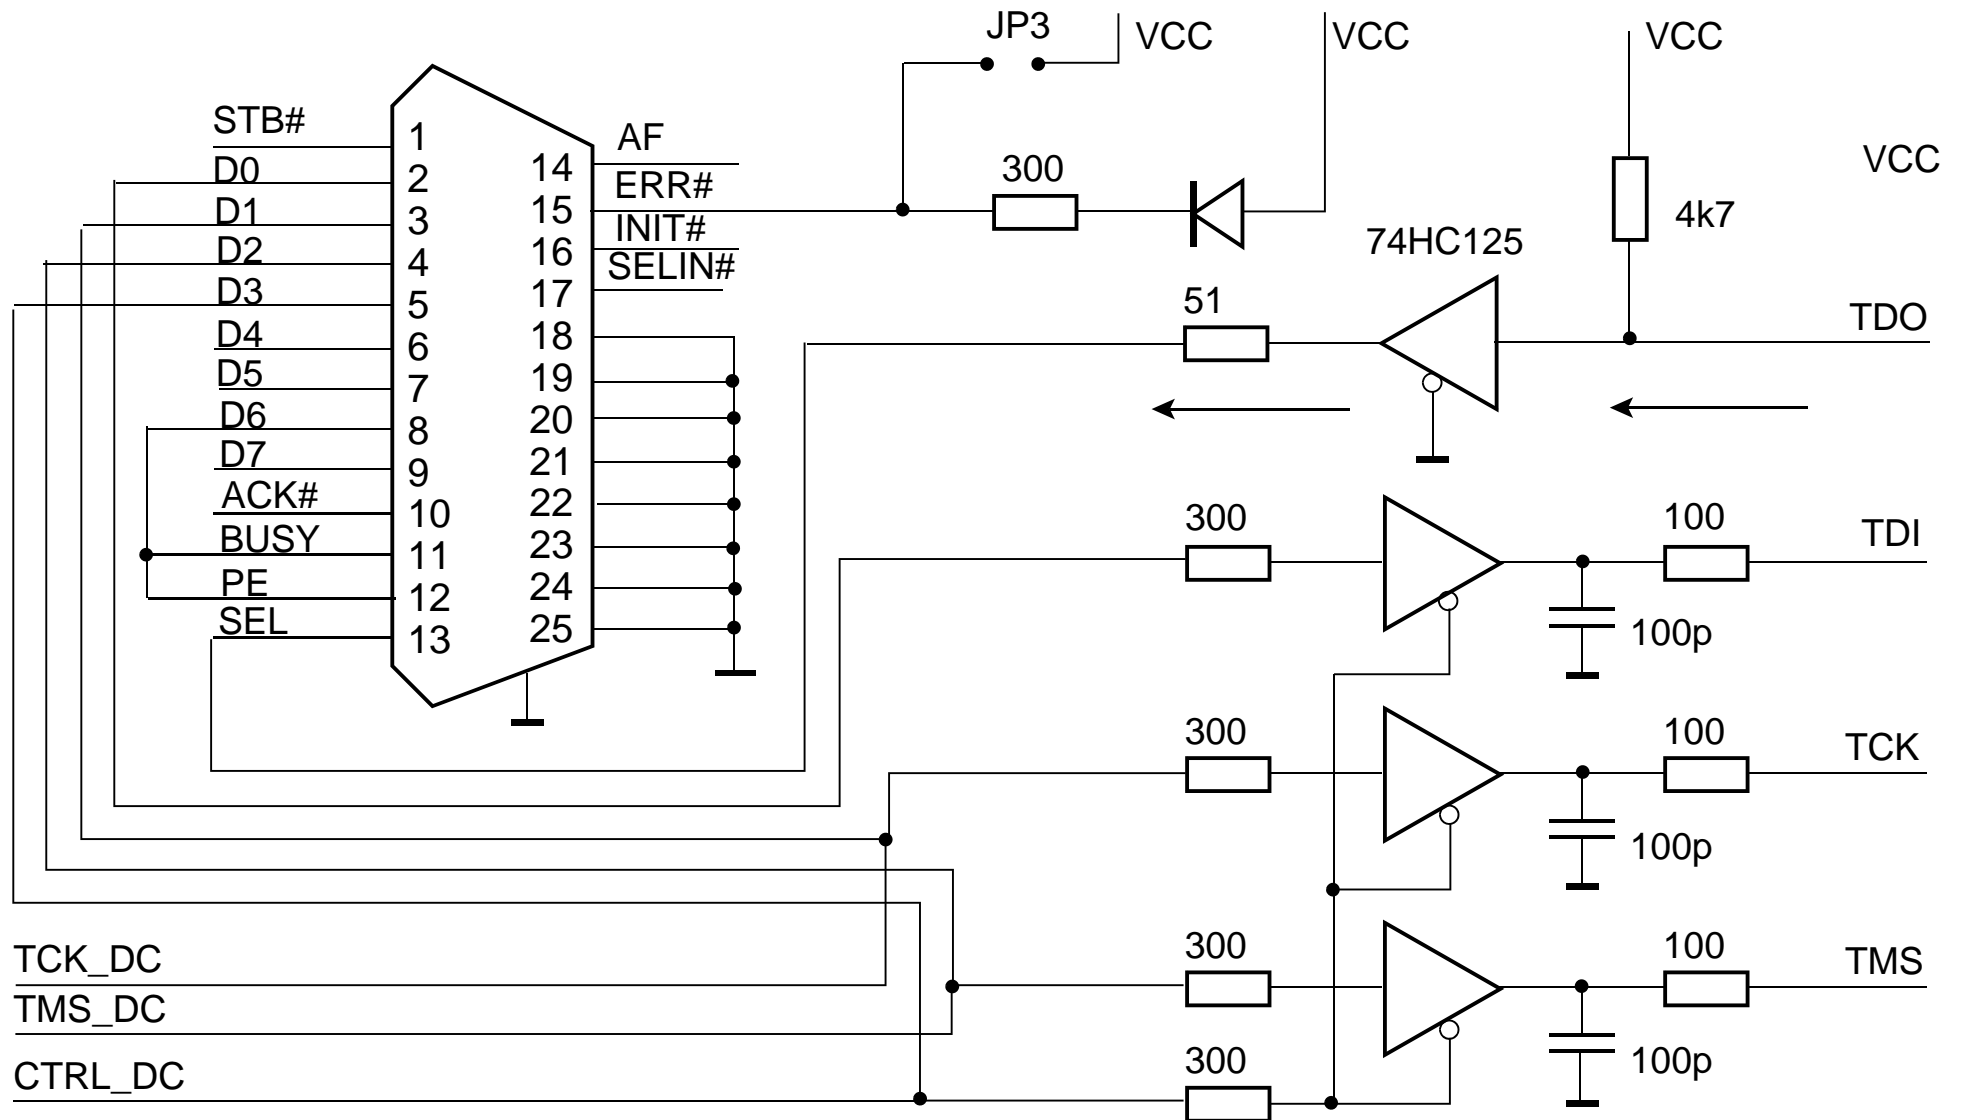 JP3
VCC
VCC
VCC
STB#
D0
D1
D2
D3
D4
D5
D6
D7
ACK#
BUSY
PE
SEL
1
2
3
4
5
6
7
8
9
10
11
12
13
14
15
16
17
18
19
20
21
22
23
24
25
AF
ERR#
INIT#
SELIN#
300
VCC
4k7
74HC125
51
TDO
300
100
TDI
100p
300
100
TCK
100p
300
100
TMS
100p
300
TCK_DC
TMS_DC
CTRL_DC